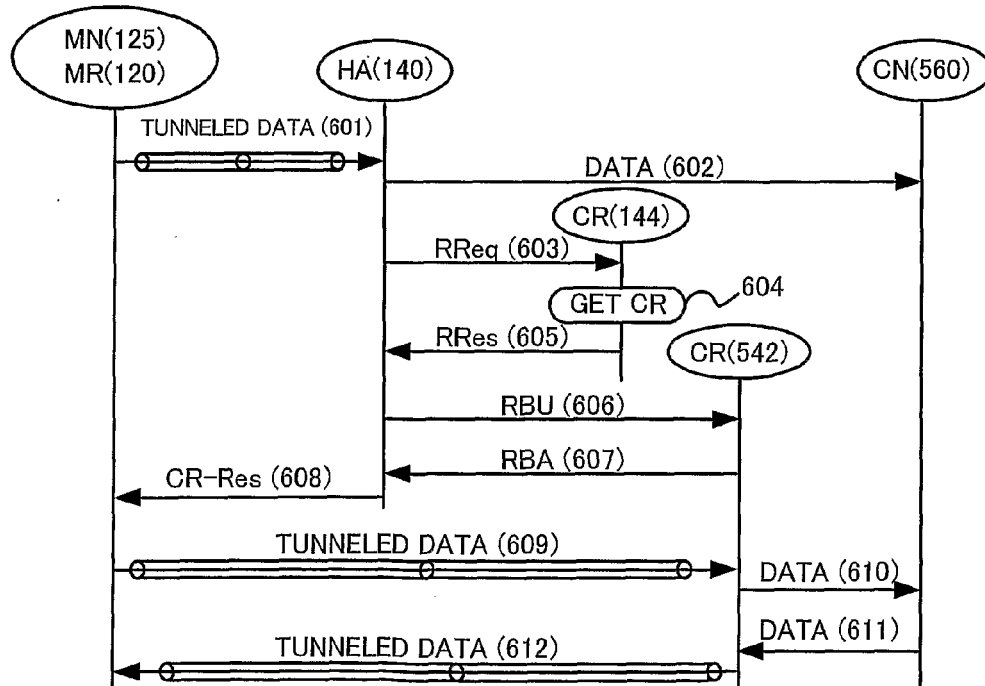 MN(125)
MR(120)
HA(140)
CN(560)
TUNNELED DATA (601)
DATA (602)
CR(144)
RReq (603)
GET CR
604
RRes (605)
CR(542)
RBU (606)
RBA (607)
CR-Res (608)
TUNNELED DATA (609)
DATA (610)
DATA (611)
TUNNELED DATA (612)